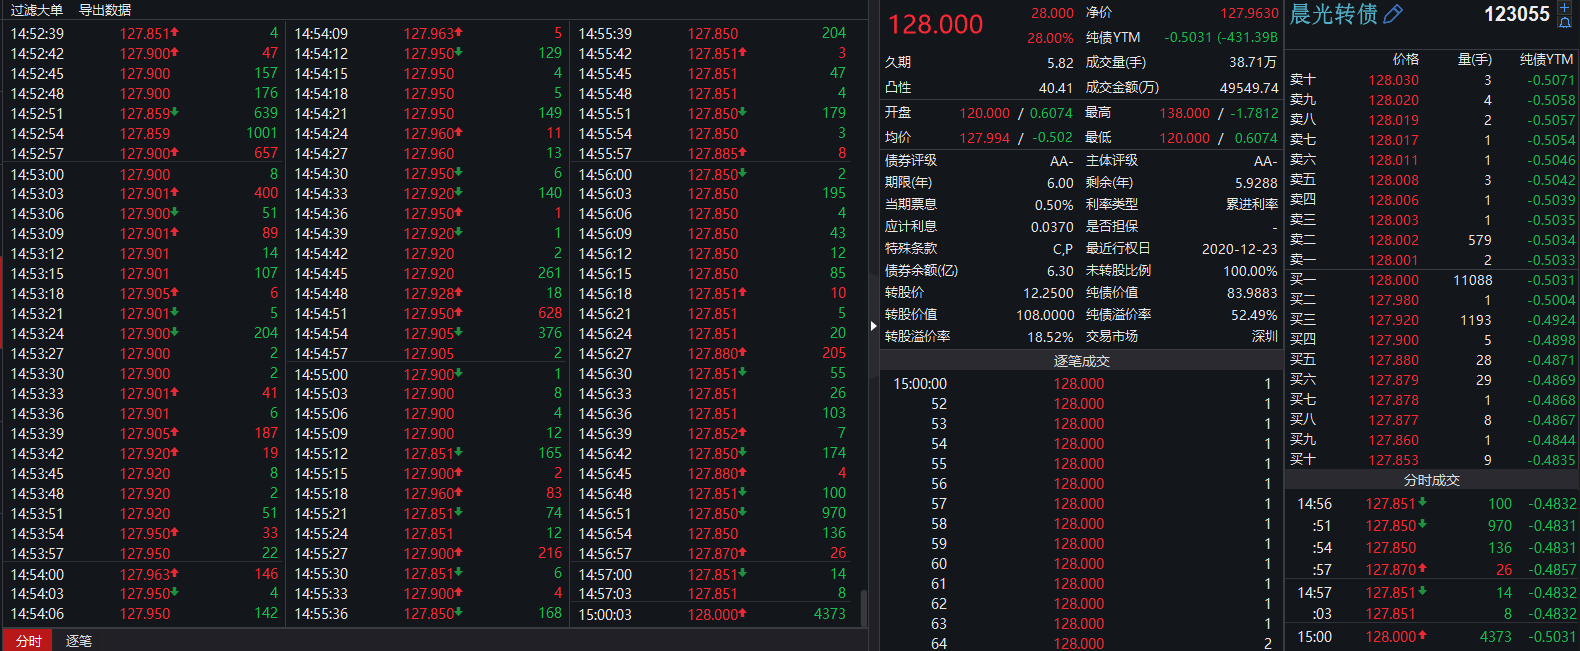 过滤大单 导出数据
14:52:39 127.851 4
14:52:42 127.900 47
14:52:45 127.900 157
14:52:48 127.900 176
14:52:51 127.859 639
14:52:54 127.859 1001
14:52:57 127.900 657
14:53:00 127.900 8
14:53:03 127.901 400
14:53:06 127.900 51
14:53:09 127.901 89
14:53:12 127.901 14
14:53:15 127.901 107
14:53:18 127.905 6
14:53:21 127.901 5
14:53:24 127.900 204
14:53:27 127.900 2
14:53:30 127.900 2
14:53:33 127.901 41
14:53:36 127.901 6
14:53:39 127.905 187
14:53:42 127.920 19
14:53:45 127.920 8
14:53:48 127.920 2
14:53:51 127.920 51
14:53:54 127.950 33
14:53:57 127.950 22
14:54:00 127.963 146
14:54:03 127.950 4
14:54:06 127.950 142
14:54:09 127.963 5
14:54:12 127.950 129
14:54:15 127.950 4
14:54:18 127.950 5
14:54:21 127.950 149
14:54:24 127.960 11
14:54:27 127.960 13
14:54:30 127.950 6
14:54:33 127.920 140
14:54:36 127.950 1
14:54:39 127.920 1
14:54:42 127.920 2
14:54:45 127.920 261
14:54:48 127.928 18
14:54:51 127.950 628
14:54:54 127.905 376
14:54:57 127.905 2
14:55:00 127.900 1
14:55:03 127.900 8
14:55:06 127.900 4
14:55:09 127.900 12
14:55:12 127.851 165
14:55:15 127.900 2
14:55:18 127.960 83
14:55:21 127.851 74
14:55:24 127.851 12
14:55:27 127.900 216
14:55:30 127.851 6
14:55:33 127.900 4
14:55:36 127.850 168
14:55:39 127.850 204
14:55:42 127.851 3
14:55:45 127.851 47
14:55:48 127.851 4
14:55:51 127.850 179
14:55:54 127.850 3
14:55:57 127.885 8
14:56:00 127.850 2
14:56:03 127.850 195
14:56:06 127.850 4
14:56:09 127.850 43
14:56:12 127.850 12
14:56:15 127.850 85
14:56:18 127.851 10
14:56:21 127.851 5
14:56:24 127.851 20
14:56:27 127.880 205
14:56:30 127.851 55
14:56:33 127.851 26
14:56:36 127.851 103
14:56:39 127.852 7
14:56:42 127.850 174
14:56:45 127.880 4
14:56:48 127.851 100
14:56:51 127.850 970
14:56:54 127.850 136
14:56:57 127.870 26
14:57:00 127.851 14
14:57:03 127.851 8
15:00:03 128.000 4373
分时 逐笔
128.000
28.000 净价 127.9630
28.00% 纯债YTM -0.5031 (-431.39B
久期 5.82 成交量(手) 38.71万
凸性 40.41 成交金额(万) 49549.74
开盘 120.000 / 0.6074 最高 138.000 / -1.7812
均价 127.994 / -0.502 最低 120.000 / 0.6074
债券评级 AA- 主体评级 AA-
期限(年) 6.00 剩余(年) 5.9288
当期票息 0.50% 利率类型 累进利率
应计利息 0.0370 是否担保 -
特殊条款 C,P 最近行权日 2020-12-23
债券余额(亿) 6.30 未转股比例 100.00%
转股价 12.2500 纯债价值 83.9883
转股价值 108.0000 纯债溢价率 52.49%
转股溢价率 18.52% 交易市场 深圳
逐笔成交
15:00:00 128.000 1
52 128.000 1
53 128.000 1
54 128.000 1
55 128.000 1
56 128.000 1
57 128.000 1
58 128.000 1
59 128.000 1
60 128.000 1
61 128.000 1
62 128.000 1
63 128.000 1
64 128.000 2
晨光转债 123055
价格 量(手) 纯债YTM
卖十 128.030 3 -0.5071
卖九 128.020 4 -0.5058
卖八 128.019 2 -0.5057
卖七 128.017 1 -0.5054
卖六 128.011 1 -0.5046
卖五 128.008 3 -0.5042
卖四 128.006 1 -0.5039
卖三 128.003 1 -0.5035
卖二 128.002 579 -0.5034
卖一 128.001 2 -0.5033
买一 128.000 11088 -0.5031
买二 127.980 1 -0.5004
买三 127.920 1193 -0.4924
买四 127.900 5 -0.4898
买五 127.880 28 -0.4871
买六 127.879 29 -0.4869
买七 127.878 1 -0.4868
买八 127.877 8 -0.4867
买九 127.860 1 -0.4844
买十 127.853 9 -0.4835
分时成交
14:56 127.851 100 -0.4832
:51 127.850 970 -0.4831
:54 127.850 136 -0.4831
:57 127.870 26 -0.4857
14:57 127.851 14 -0.4832
:03 127.851 8 -0.4832
15:00 128.000 4373 -0.5031